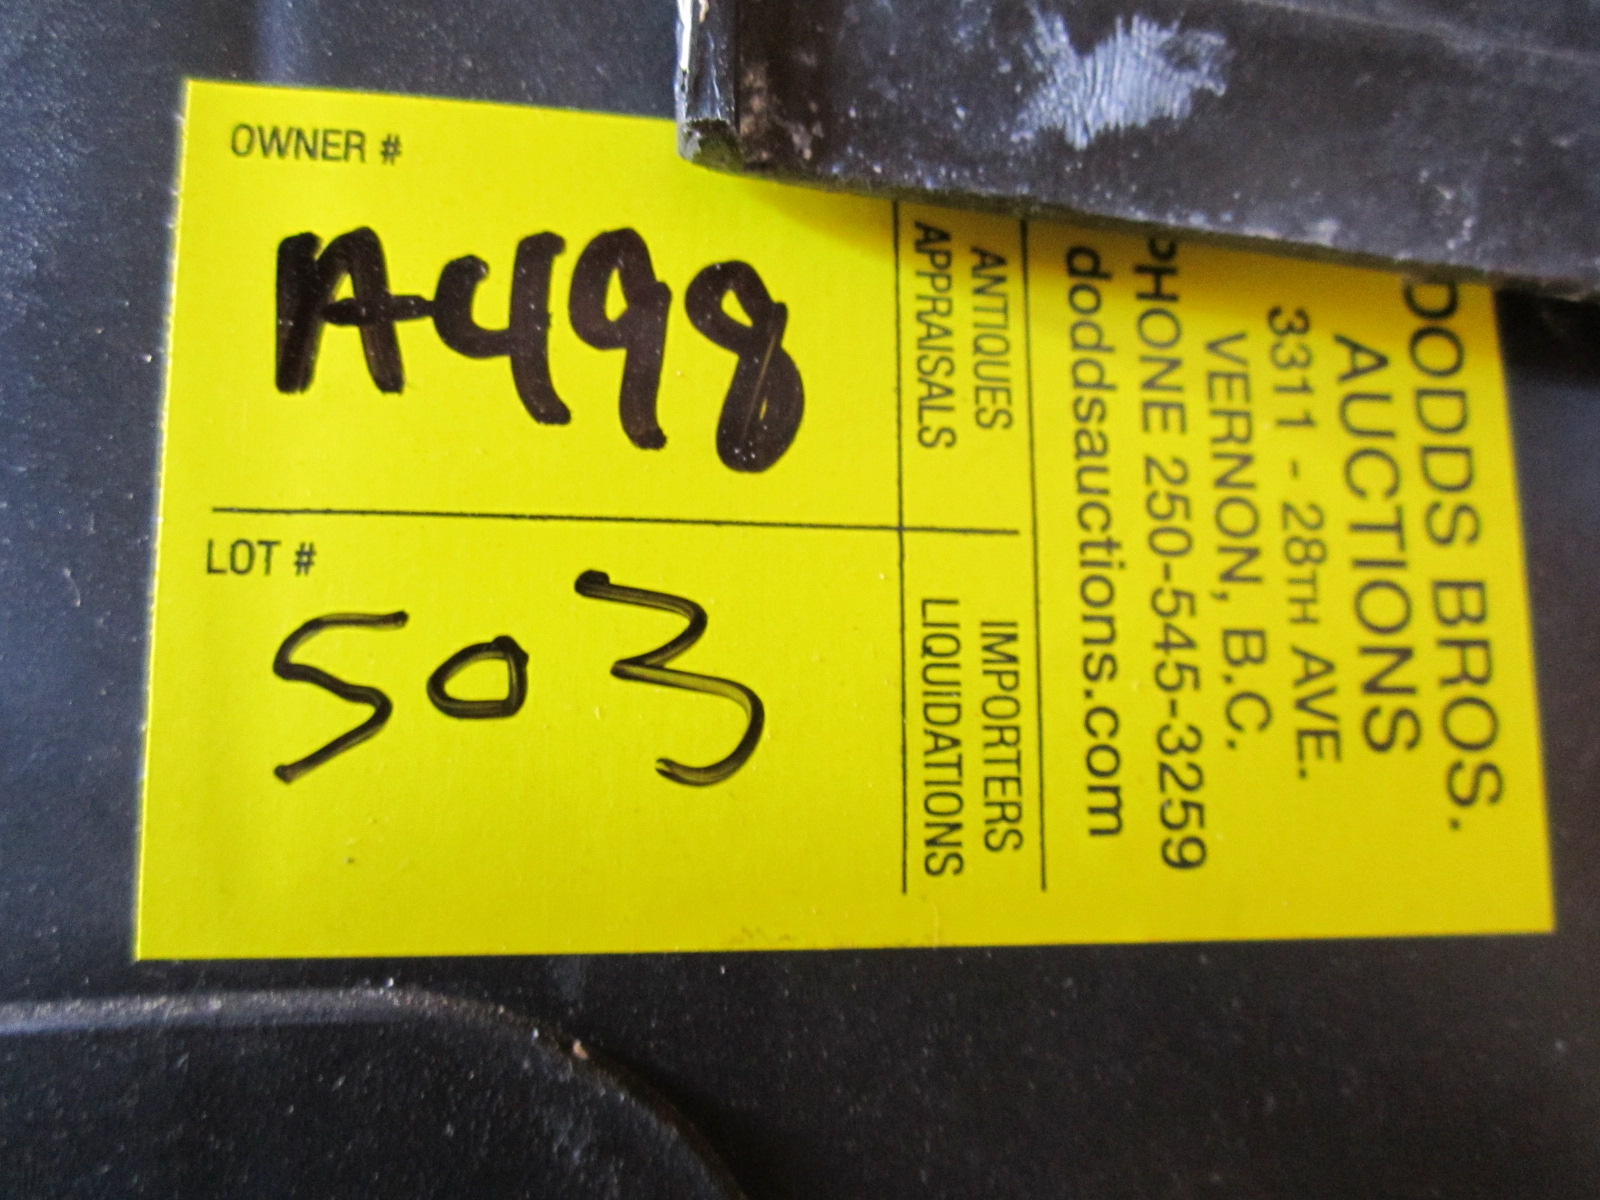 OWNER #
A-498
LOT #
503
ANTIQUES
APPRAISALS
IMPORTERS
LIQUIDATIONS
DODDS BROS.
AUCTIONS
3311 - 28TH AVE.
VERNON, B.C.
PHONE 250-545-3259
doddsauctions.com